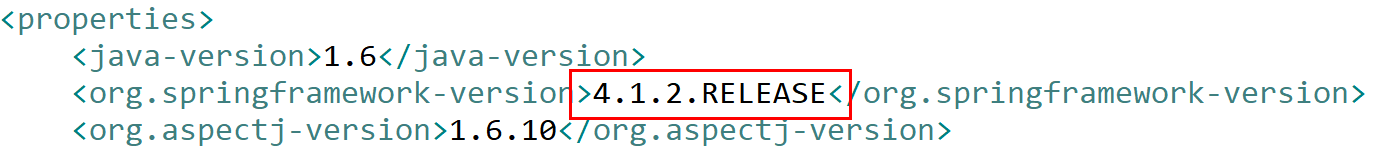 <properties>
<java-version>1.6</java-version>
<org.springframework-version>4.1.2.RELEASE</org.springframework-version>
<org.aspectj-version>1.6.10</org.aspectj-version>